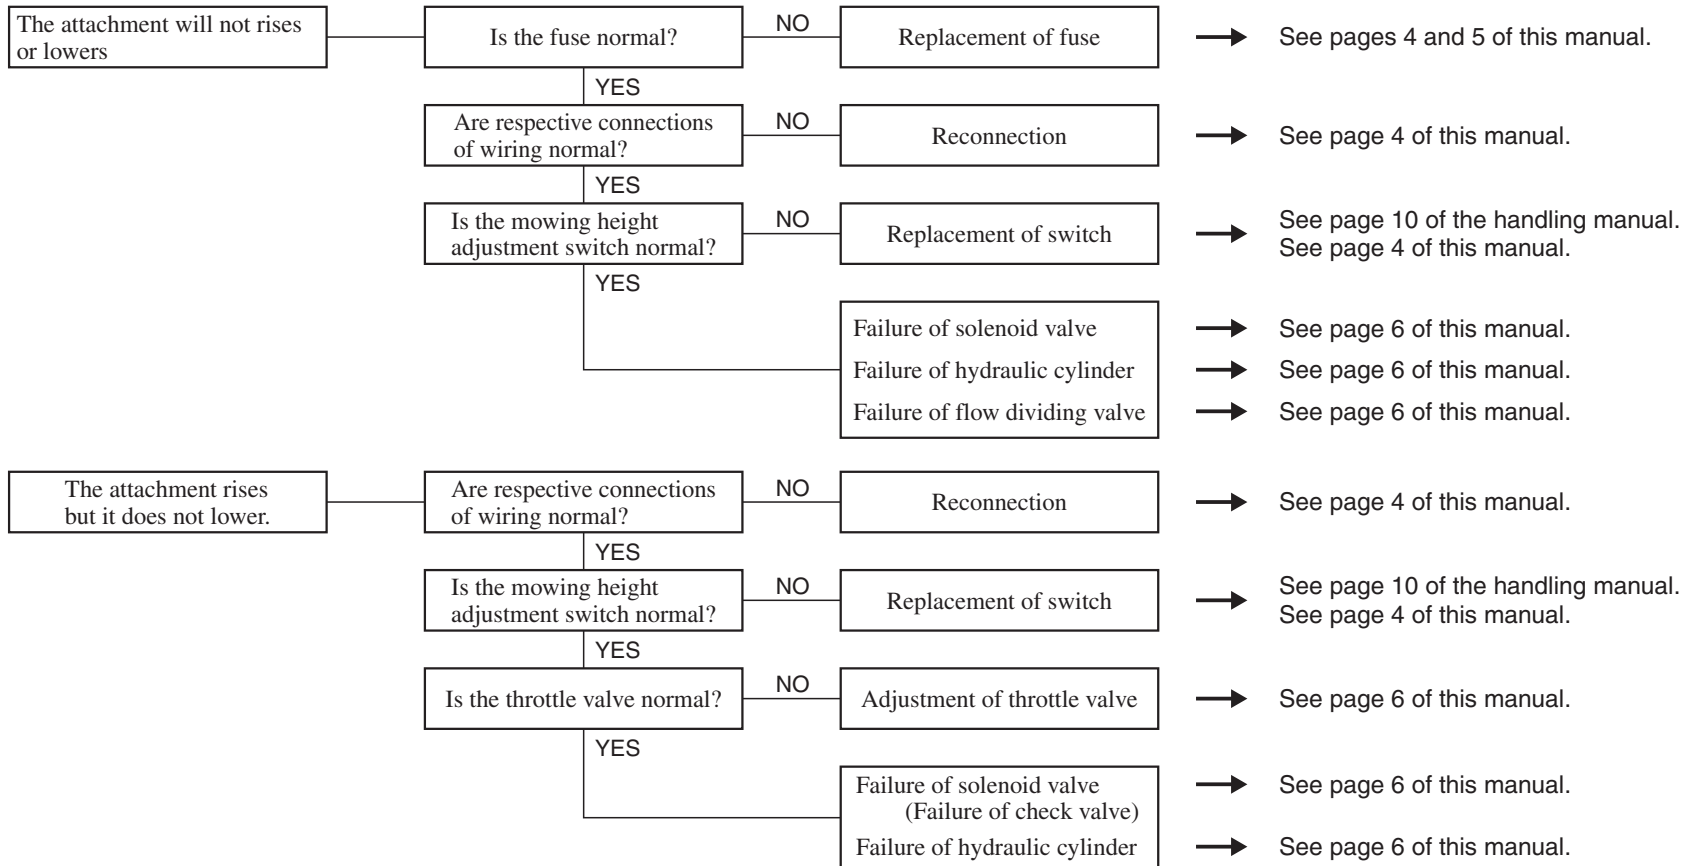 The attachment will not rises
or lowers
Is the fuse normal?
NO
Replacement of fuse
See pages 4 and 5 of this manual.
YES
Are respective connections
of wiring normal?
NO
Reconnection
See page 4 of this manual.
YES
Is the mowing height
adjustment switch normal?
NO
Replacement of switch
See page 10 of the handling manual.
See page 4 of this manual.
YES
Failure of solenoid valve
See page 6 of this manual.
Failure of hydraulic cylinder
See page 6 of this manual.
Failure of flow dividing valve
See page 6 of this manual.
The attachment rises
but it does not lower.
Are respective connections
of wiring normal?
NO
Reconnection
See page 4 of this manual.
YES
Is the mowing height
adjustment switch normal?
NO
Replacement of switch
See page 10 of the handling manual.
See page 4 of this manual.
YES
Is the throttle valve normal?
NO
Adjustment of throttle valve
See page 6 of this manual.
YES
Failure of solenoid valve
(Failure of check valve)
See page 6 of this manual.
Failure of hydraulic cylinder
See page 6 of this manual.